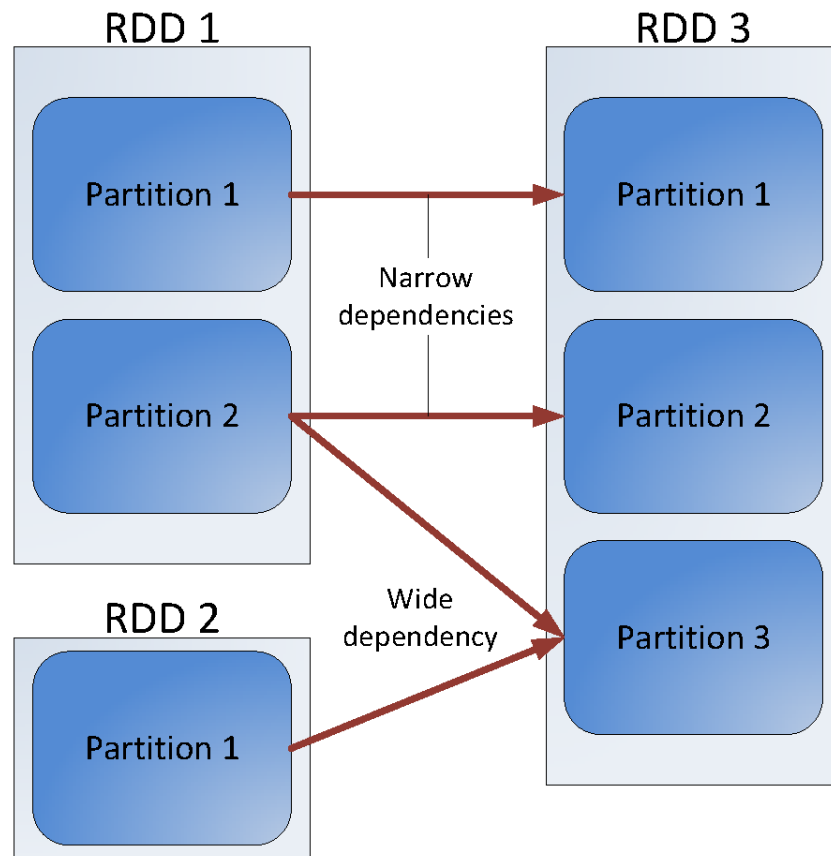 RDD 1
RDD 3
Partition 1
Partition 1
Narrow
dependencies
Partition 2
Partition 2
Wide
dependency
RDD 2
Partition 3
Partition 1